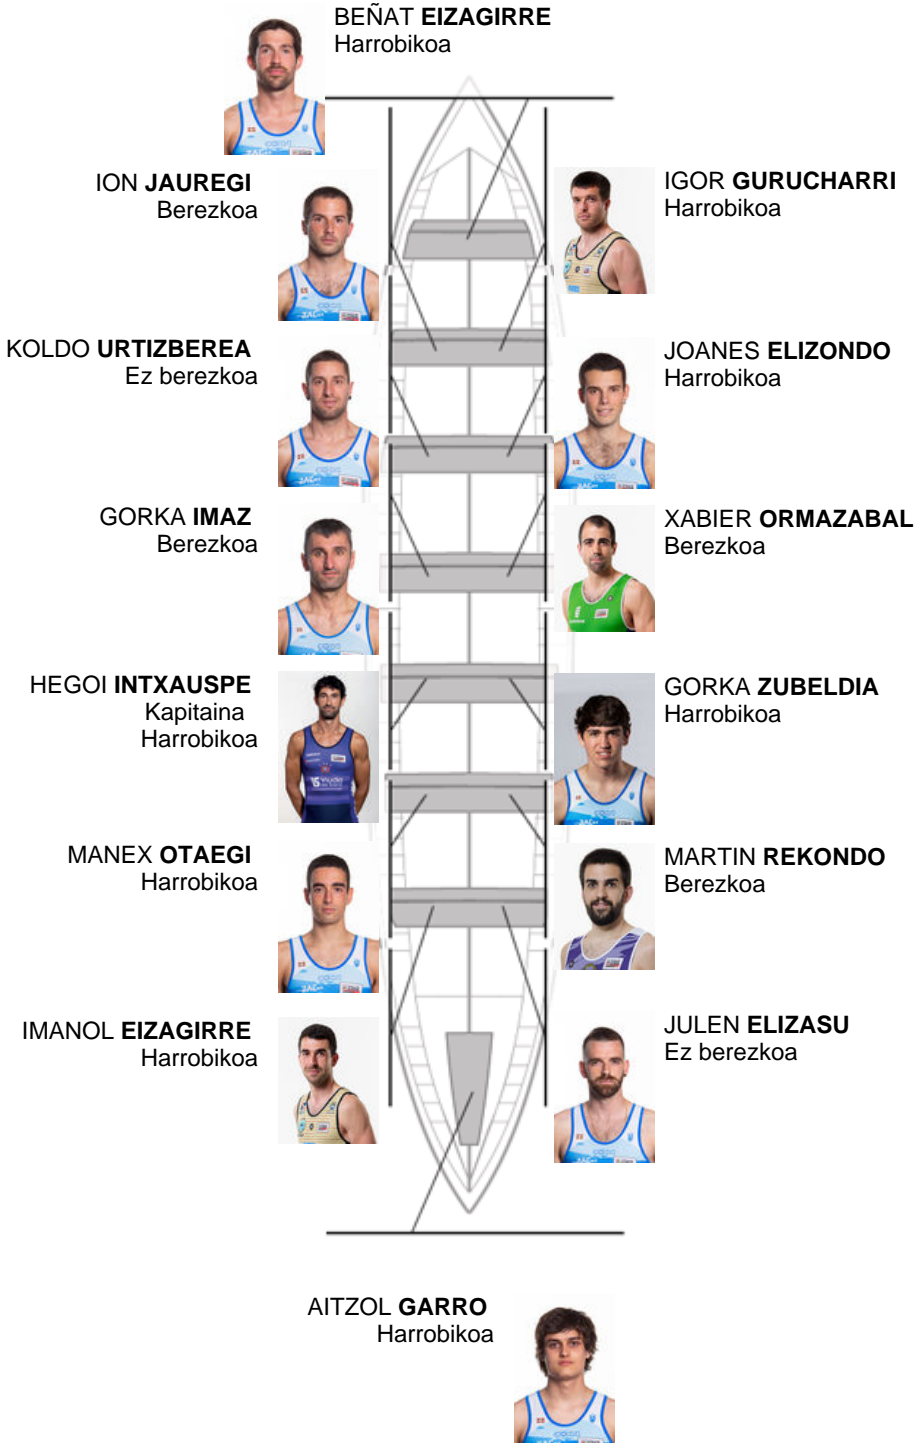 BEÑAT EIZAGIRRE
Harrobikoa
ION JAUREGI
Berezkoa
IGOR GURUCHARRI
Harrobikoa
KOLDO URTIZBEREA
Ez berezkoa
JOANES ELIZONDO
Harrobikoa
GORKA IMAZ
Berezkoa
XABIER ORMAZABAL
Berezkoa
HEGOI INTXAUSPE
Kapitaina
Harrobikoa
GORKA ZUBELDIA
Harrobikoa
MANEX OTAEGI
Harrobikoa
MARTIN REKONDO
Berezkoa
IMANOL EIZAGIRRE
Harrobikoa
JULEN ELIZASU
Ez berezkoa
AITZOL GARRO
Harrobikoa